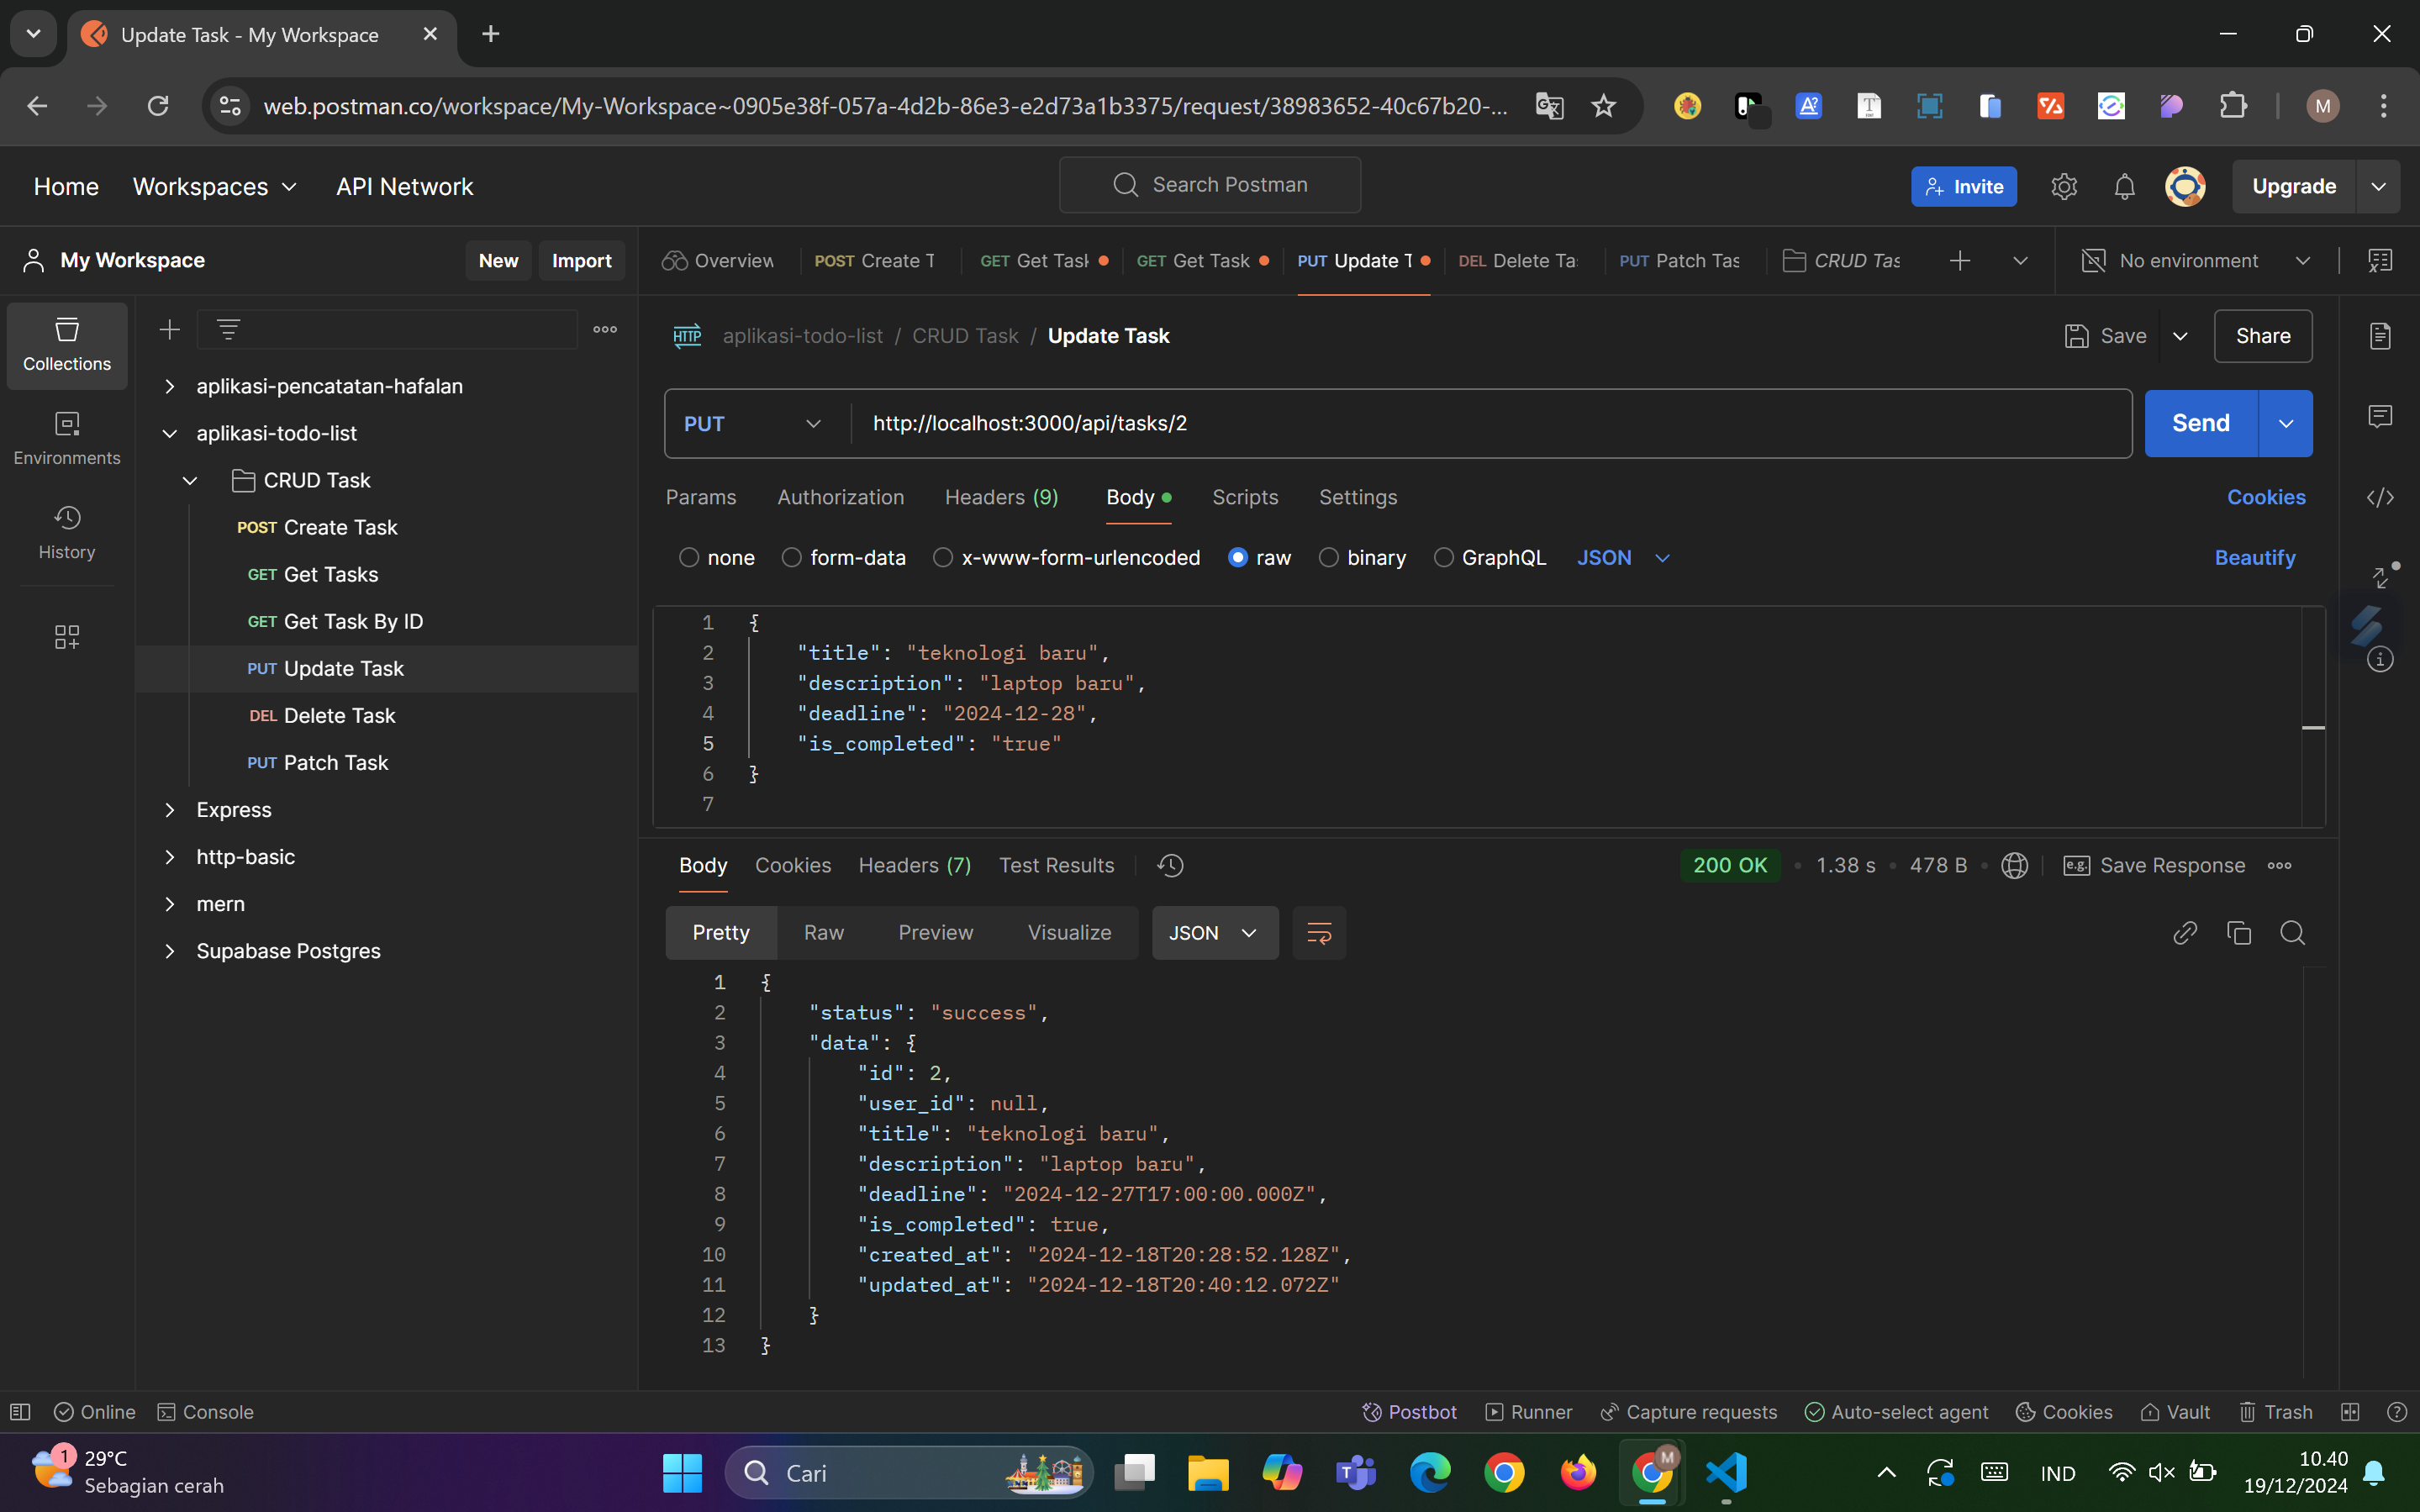 Update Task - My Workspace
web.postman.co/workspace/My-Workspace~0905e38f-057a-4d2b-86e3-e2d73a1b3375/request/38983652-40c67b20-...
M
Home Workspaces API Network
Search Postman
Invite
Upgrade
My Workspace
New Import
Overview
POST Create T
GET Get Tasl
GET Get Task
PUT Update T
DEL Delete Ta
PUT Patch Tas
CRUD Tas
No environment
Collections
Environments
History
aplikasi-pencatatan-hafalan
aplikasi-todo-list
CRUD Task
POST Create Task
GET Get Tasks
GET Get Task By ID
PUT Update Task
DEL Delete Task
PUT Patch Task
Express
http-basic
mern
Supabase Postgres
HTTP aplikasi-todo-list / CRUD Task / Update Task
Save Share
PUT http://localhost:3000/api/tasks/2
Send
Params Authorization Headers (9) Body Scripts Settings Cookies
none form-data x-www-form-urlencoded raw binary GraphQL JSON Beautify
1 {
2 "title": "teknologi baru",
3 "description": "laptop baru",
4 "deadline": "2024-12-28",
5 "is_completed": "true"
6 }
7
Body Cookies Headers (7) Test Results
200 OK • 1.38 s • 478 B • e.g. Save Response
Pretty Raw Preview Visualize JSON
1 {
2 "status": "success",
3 "data": {
4 "id": 2,
5 "user_id": null,
6 "title": "teknologi baru",
7 "description": "laptop baru",
8 "deadline": "2024-12-27T17:00:00.000Z",
9 "is_completed": true,
10 "created_at": "2024-12-18T20:28:52.128Z",
11 "updated_at": "2024-12-18T20:40:12.072Z"
12 }
13 }
Online Console
Postbot Runner Capture requests Auto-select agent Cookies Vault Trash
1
29°C
Sebagian cerah
Cari
M
IND
10.40
19/12/2024